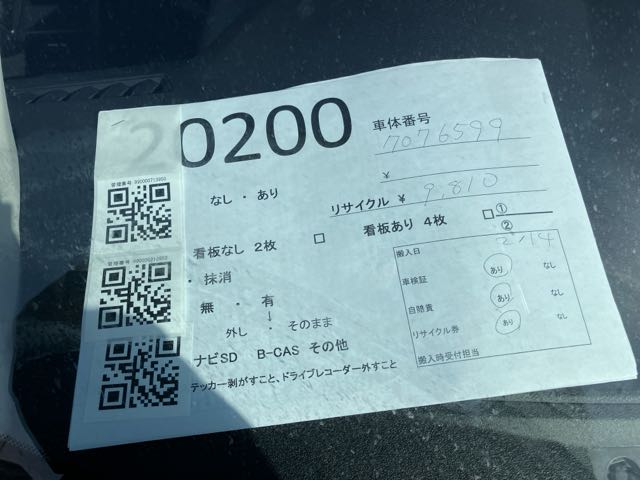 20200
車体番号
7076599
¥
なし ・ あり
リサイクル ¥ 9,810
看板なし 2枚 □ 看板あり 4枚 □ ①
②
搬入日 2/14
・ 抹消
車検証 あり なし
無 ・ 有
自賠責 あり なし
↓
外し ・ そのまま
リサイクル券 あり なし
ナビSD B-CAS その他
搬入時受付担当
テッカー剥がすこと、ドライブレコーダー外すこと